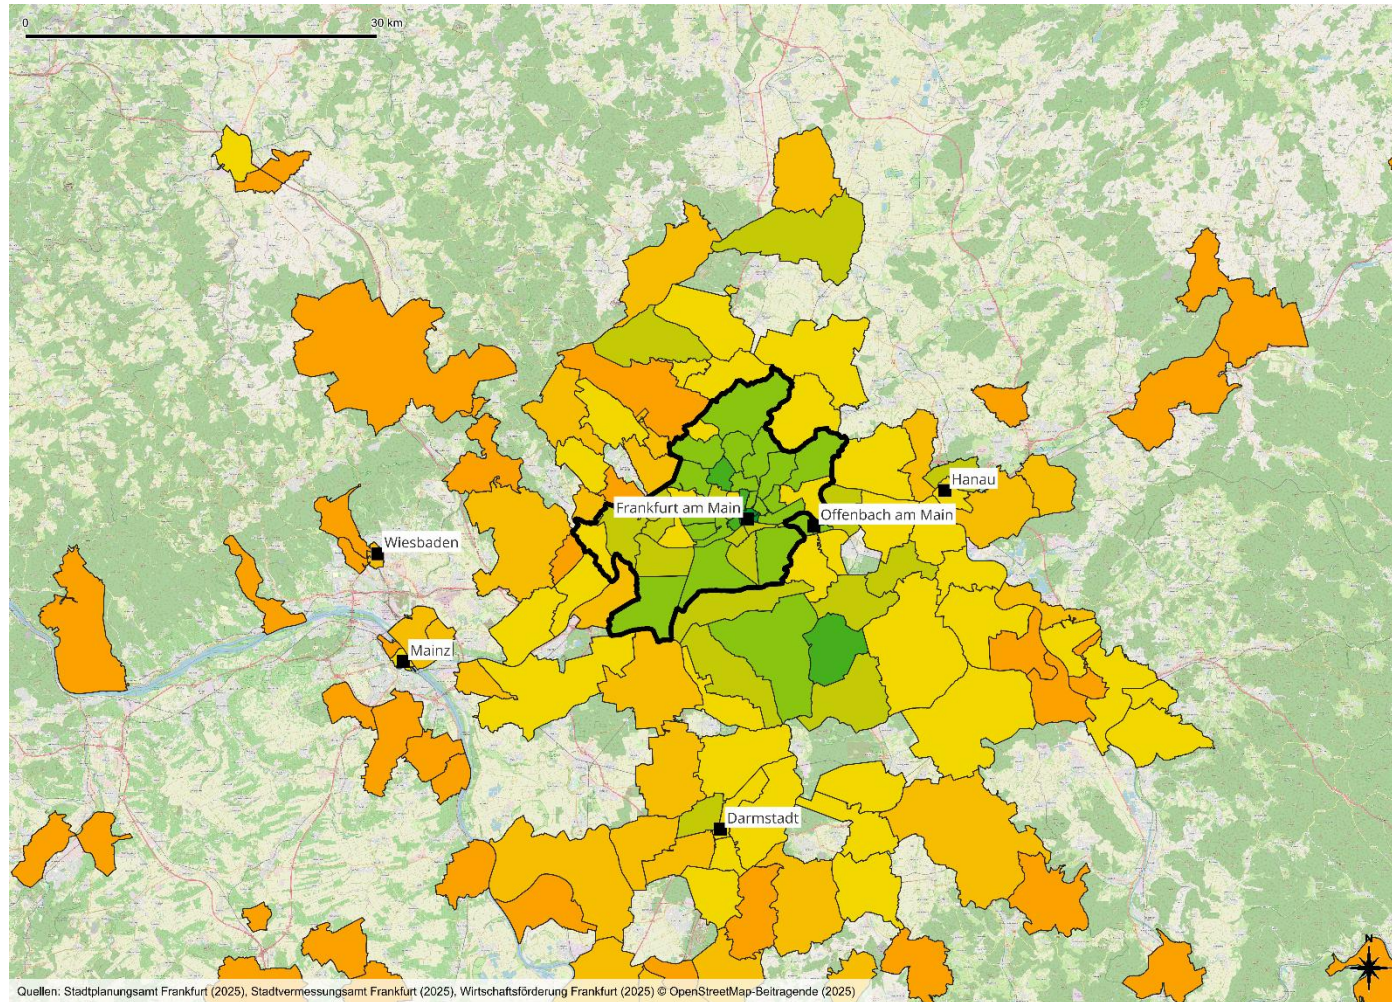 0
30 km
Hanau
Frankfurt am Main
Offenbach am Main
Wiesbaden
Mainz
Darmstadt
N
Quellen: Stadtplanungsamt Frankfurt (2025), Stadtvermessungsamt Frankfurt (2025), Wirtschaftsförderung Frankfurt (2025) © OpenStreetMap-Beitragende (2025)